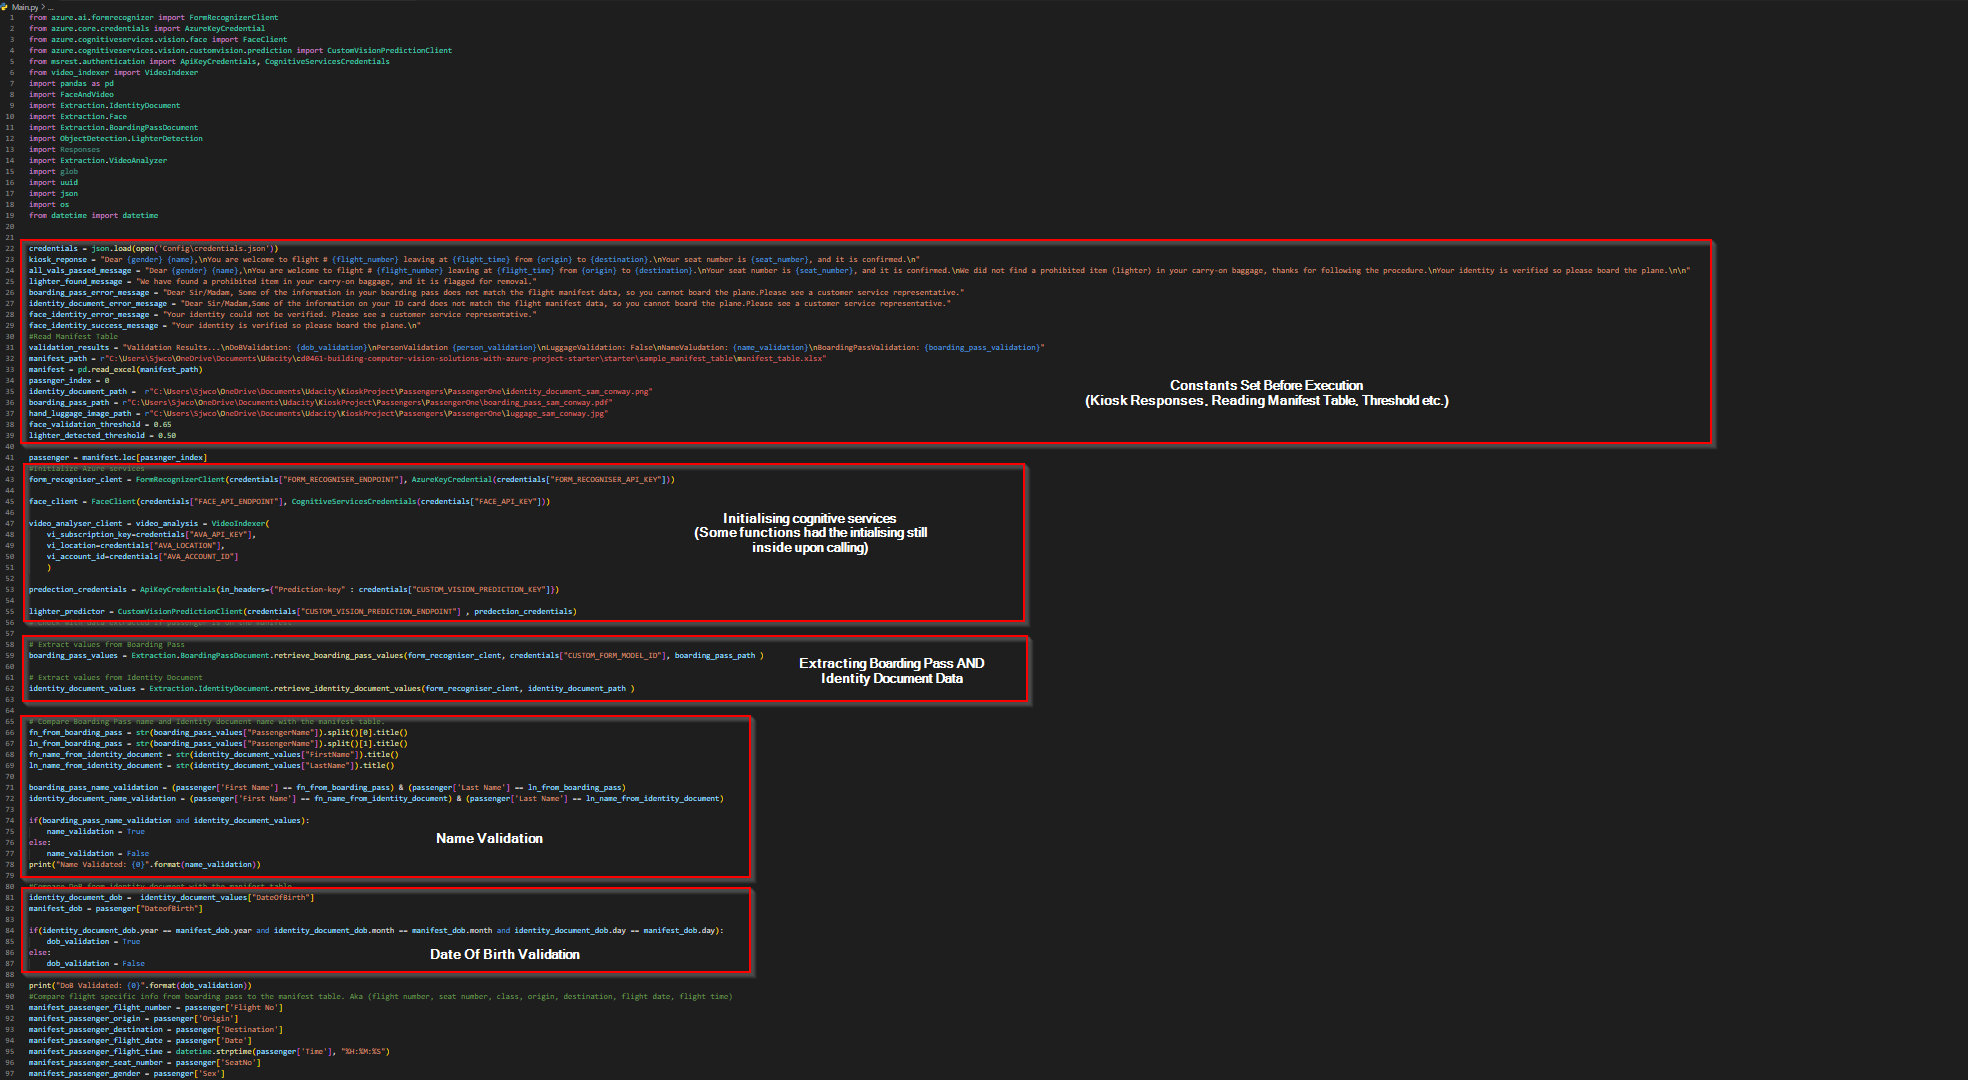 Main.py > ...
1 from azure.ai.formrecognizer import FormRecognizerClient
2 from azure.core.credentials import AzureKeyCredential
3 from azure.cognitiveservices.vision.face import FaceClient
4 from azure.cognitiveservices.vision.customvision.prediction import CustomVisionPredictionClient
5 from msrest.authentication import ApiKeyCredentials, CognitiveServicesCredentials
6 from video_indexer import VideoIndexer
7 import pandas as pd
8 import FaceAndVideo
9 import Extraction.IdentityDocument
10 import Extraction.Face
11 import Extraction.BoardingPassDocument
12 import ObjectDetection.LighterDetection
13 import Responses
14 import Extraction.VideoAnalyzer
15 import glob
16 import uuid
17 import json
18 import os
19 from datetime import datetime
20
21
22 credentials = json.load(open('Config\credentials.json'))
23 kiosk_reponse = "Dear {gender} {name},\nYou are welcome to flight # {flight_number} leaving at {flight_time} from {origin} to {destination}.\nYour seat number is {seat_number}, and it is confirmed.\n"
24 all_vals_passed_message = "Dear {gender} {name},\nYou are welcome to flight # {flight_number} leaving at {flight_time} from {origin} to {destination}.\nYour seat number is {seat_number}, and it is confirmed.\nWe did not find a prohibited item (lighter) in your carry-on baggage, thanks for following the procedure.\nYour identity is verified so please board the plane.\n\n"
25 lighter_found_message = "We have found a prohibited item in your carry-on baggage, and it is flagged for removal."
26 boarding_pass_error_message = "Dear Sir/Madam, Some of the information in your boarding pass does not match the flight manifest data, so you cannot board the plane.Please see a customer service representative."
27 identity_document_error_message = "Dear Sir/Madam,Some of the information on your ID card does not match the flight manifest data, so you cannot board the plane.Please see a customer service representative."
28 face_identity_error_message = "Your identity could not be verified. Please see a customer service representative."
29 face_identity_success_message = "Your identity is verified so please board the plane.\n"
30 #Read Manifest Table
31 validation_results = "Validation Results...\nDoBValidation: {dob_validation}\nPersonValidation {person_validation}\nLuggageValidation: False\nNameValudation: {name_validation}\nBoardingPassValidation: {boarding_pass_validation}"
32 manifest_path = r"C:\Users\Sjwco\OneDrive\Documents\Udacity\cd0461-building-computer-vision-solutions-with-azure-project-starter\starter\sample_manifest_table\manifest_table.xlsx"
33 manifest = pd.read_excel(manifest_path)
34 passnger_index = 0
35 identity_document_path = r"C:\Users\Sjwco\OneDrive\Documents\Udacity\KioskProject\Passengers\PassengerOne\identity_document_sam_conway.png"
36 boarding_pass_path = r"C:\Users\Sjwco\OneDrive\Documents\Udacity\KioskProject\Passengers\PassengerOne\boarding_pass_sam_conway.pdf"
37 hand_luggage_image_path = r"C:\Users\Sjwco\OneDrive\Documents\Udacity\KioskProject\Passengers\PassengerOne\luggage_sam_conway.jpg"
38 face_validation_threshold = 0.65
39 lighter_detected_threshold = 0.50
Constants Set Before Execution
(Kiosk Responses, Reading Manifest Table, Threshold etc.)
40
41 passenger = manifest.loc[passnger_index]
42 #Initialize Azure services
43 form_recogniser_clent = FormRecognizerClient(credentials["FORM_RECOGNISER_ENDPOINT"], AzureKeyCredential(credentials["FORM_RECOGNISER_API_KEY"]))
44
45 face_client = FaceClient(credentials["FACE_API_ENDPOINT"], CognitiveServicesCredentials(credentials["FACE_API_KEY"]))
46
47 video_analyser_client = video_analysis = VideoIndexer(
48 vi_subscription_key=credentials["AVA_API_KEY"],
49 vi_location=credentials["AVA_LOCATION"],
50 vi_account_id=credentials["AVA_ACCOUNT_ID"]
51 )
52
53 predection_credentials = ApiKeyCredentials(in_headers={"Prediction-key" : credentials["CUSTOM_VISION_PREDICTION_KEY"]})
54
55 lighter_predictor = CustomVisionPredictionClient(credentials["CUSTOM_VISION_PREDICTION_ENDPOINT"] , predection_credentials)
56 # Check with data extracted if passenger is on the manifest
Initialising cognitive services
(Some functions had the intialising still
inside upon calling)
57
58 # Extract values from Boarding Pass
59 boarding_pass_values = Extraction.BoardingPassDocument.retrieve_boarding_pass_values(form_recogniser_clent, credentials["CUSTOM_FORM_MODEL_ID"], boarding_pass_path )
60
61 # Extract values from Identity Document
62 identity_document_values = Extraction.IdentityDocument.retrieve_identity_document_values(form_recogniser_clent, identity_document_path )
Extracting Boarding Pass AND
Identity Document Data
63
64
65 # Compare Boarding Pass name and identity document name with the manifest table.
66 fn_from_boarding_pass = str(boarding_pass_values["PassengerName"]).split()[0].title()
67 ln_from_boarding_pass = str(boarding_pass_values["PassengerName"]).split()[1].title()
68 fn_name_from_identity_document = str(identity_document_values["FirstName"]).title()
69 ln_name_from_identity_document = str(identity_document_values["LastName"]).title()
70
71 boarding_pass_name_validation = (passenger['First Name'] == fn_from_boarding_pass) & (passenger['Last Name'] == ln_from_boarding_pass)
72 identity_document_name_validation = (passenger['First Name'] == fn_name_from_identity_document) & (passenger['Last Name'] == ln_name_from_identity_document)
73
74 if(boarding_pass_name_validation and identity_document_values):
75 name_validation = True
76 else:
77 name_validation = False
78 print("Name Validated: {0}".format(name_validation))
Name Validation
79
80 #Compare DoB from identity document with the manifest table
81 identity_document_dob = identity_document_values["DateOfBirth"]
82 manifest_dob = passenger["DateofBirth"]
83
84 if(identity_document_dob.year == manifest_dob.year and identity_document_dob.month == manifest_dob.month and identity_document_dob.day == manifest_dob.day):
85 dob_validation = True
86 else:
87 dob_validation = False
Date Of Birth Validation
88
89 print("DoB Validated: {0}".format(dob_validation))
90 #Compare flight specific info from boarding pass to the manifest table. Aka (flight number, seat number, class, origin, destination, flight date, flight time)
91 manifest_passenger_flight_number = passenger['Flight No']
92 manifest_passenger_origin = passenger['Origin']
93 manifest_passenger_destination = passenger['Destination']
94 manifest_passenger_flight_date = passenger['Date']
95 manifest_passenger_flight_time = datetime.strptime(passenger['Time'], "%H:%M:%S")
96 manifest_passenger_seat_number = passenger['SeatNo']
97 manifest_passenger_gender = passenger['Sex']